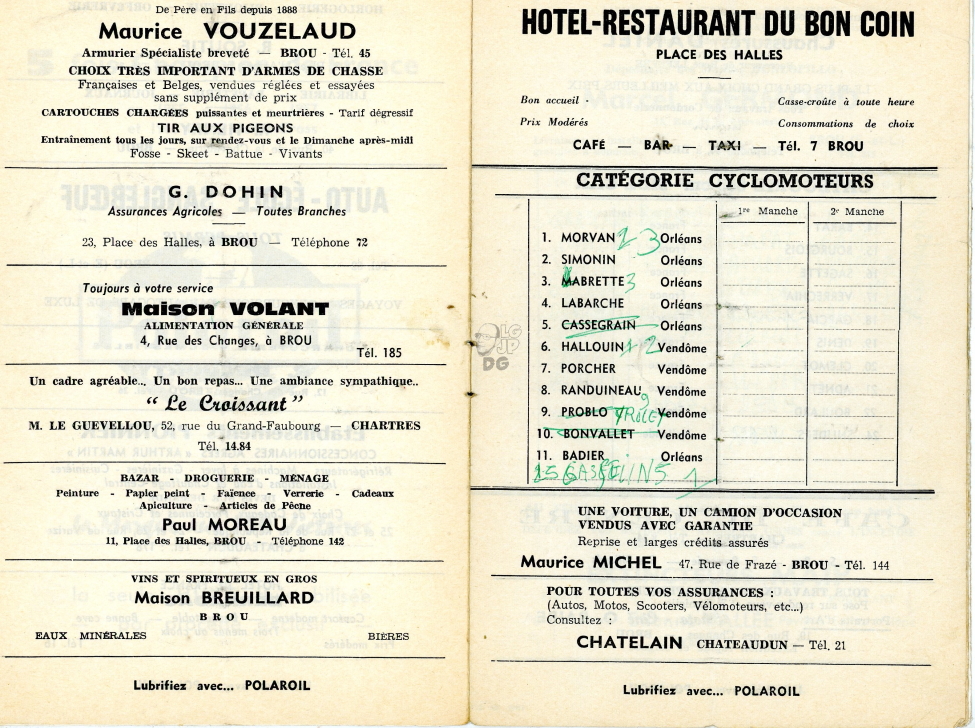 De Père en Fils depuis 1888
Maurice VOUZELAUD
Armurier Spécialiste breveté — BROU - Tél. 45
CHOIX TRÈS IMPORTANT D'ARMES DE CHASSE
Françaises et Belges, vendues réglées et essayées
sans supplément de prix
CARTOUCHES CHARGÉES puissantes et meurtrières - Tarif dégressif
TIR AUX PIGEONS
Entraînement tous les jours, sur rendez-vous et le Dimanche après-midi
Fosse - Skeet - Battue - Vivants
G. DOHIN
Assurances Agricoles — Toutes Branches
23, Place des Halles, à BROU — Téléphone 72
Toujours à votre service
Maison VOLANT
ALIMENTATION GÉNÉRALE
4, Rue des Changes, à BROU
Tél. 185
Un cadre agréable... Un bon repas... Une ambiance sympathique..
“ Le Croissant ”
M. LE GUEVELLOU, 52, rue du Grand-Faubourg — CHARTRES
Tél. 14.84
BAZAR - DROGUERIE - MÉNAGE
Peinture - Papier peint - Faïence - Verrerie - Cadeaux
Apiculture - Articles de Pêche
Paul MOREAU
11, Place des Halles, BROU - Téléphone 142
VINS ET SPIRITUEUX EN GROS
Maison BREUILLARD
BROU
EAUX MINÉRALES BIÈRES
Lubrifiez avec... POLAROIL
HOTEL-RESTAURANT DU BON COIN
PLACE DES HALLES
Bon accueil · Casse-croûte à toute heure
Prix Modérés Consommations de choix
CAFÉ — BAR — TAXI — Tél. 7 BROU
CATÉGORIE CYCLOMOTEURS
1re Manche 2e Manche
1. MORVAN 2 3 Orléans
2. SIMONIN Orléans
3. MABRETTE 3 Orléans
4. LABARCHE Orléans
5. CASSEGRAIN Orléans
6. HALLOUIN 1 2 Vendôme
7. PORCHER Vendôme
8. RANDUINEAU Vendôme
9. PROBLO Vendôme
10. BONVALLET Vendôme
11. BADIER Orléans
1
UNE VOITURE, UN CAMION D'OCCASION
VENDUS AVEC GARANTIE
Reprise et larges crédits assurés
Maurice MICHEL 47, Rue de Frazé - BROU - Tél. 144
POUR TOUTES VOS ASSURANCES :
(Autos, Motos, Scooters, Vélomoteurs, etc...)
Consultez :
CHATELAIN CHATEAUDUN — Tél. 21
Lubrifiez avec... POLAROIL
LG
JP
DG